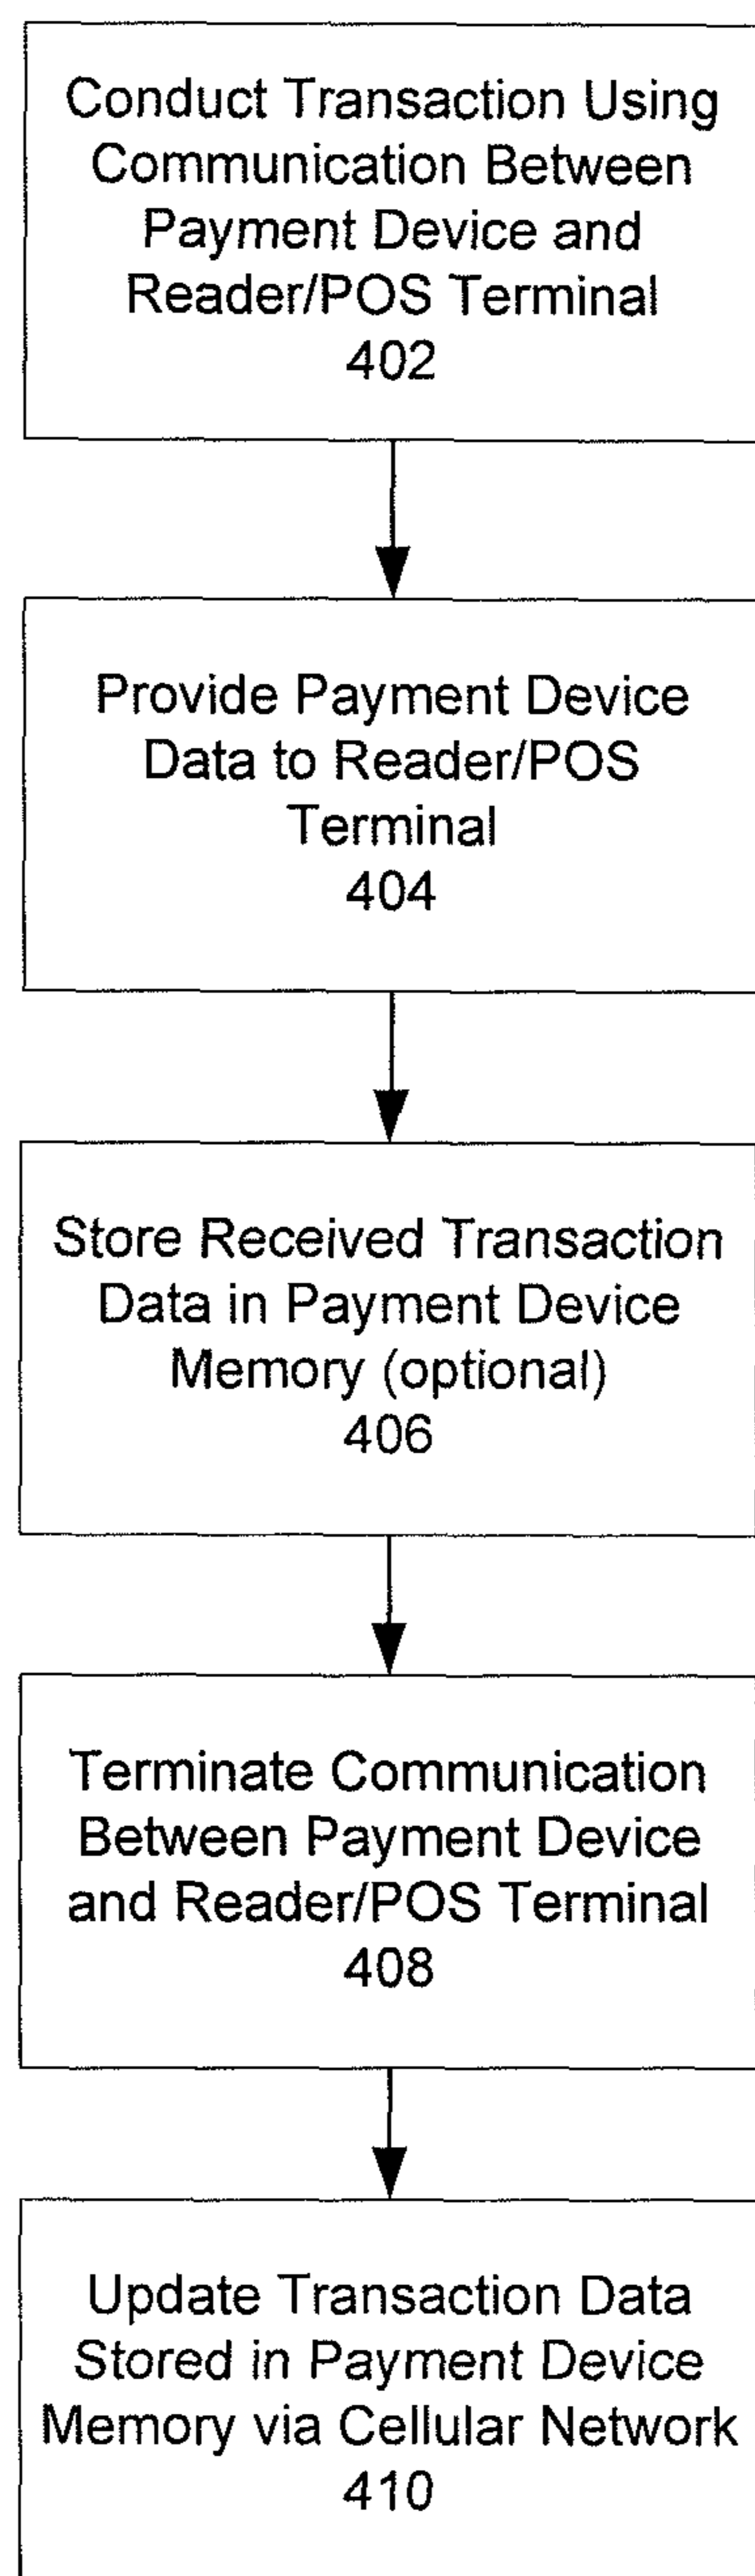 Conduct Transaction Using
Communication Between
Payment Device and
Reader/POS Terminal
402
Provide Payment Device
Data to Reader/POS
Terminal
404
Store Received Transaction
Data in Payment Device
Memory (optional)
406
Terminate Communication
Between Payment Device
and Reader/POS Terminal
408
Update Transaction Data
Stored in Payment Device
Memory via Cellular Network
410